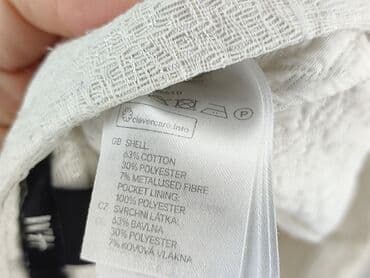 clevercare.info
GB SHELL:
63% COTTON
30% POLYESTER
7% METALLISED FIBRE
POCKET LINING:
100% POLYESTER
CZ SVRCHNÍ LÁTKA:
63% BAVLNA
30% POLYESTER
7% KOVOVÁ VLÁKNA
P